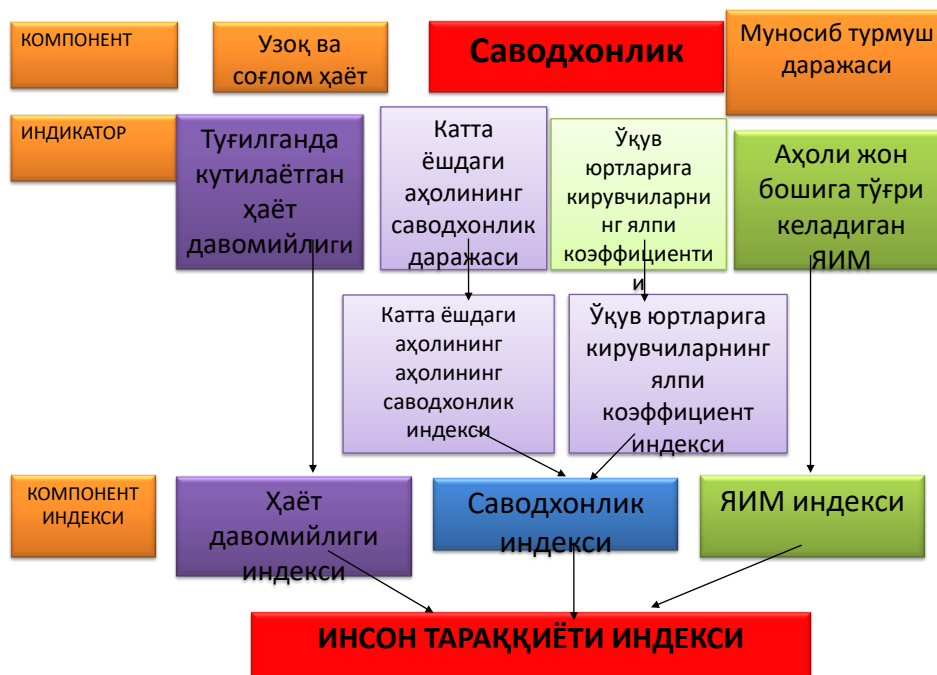 КОМПОНЕНТ
Узоқ ва
соғлом ҳаёт
Саводхонлик
Муносиб турмуш
даражаси
ИНДИКАТОР
Туғилганда
кутилаётган
ҳаёт
давомийлиги
Катта
ёшдаги
аҳолининг
саводхонлик
даражаси
Ўқув
юртларига
кирувчиларни
нг ялпи
коэффициенти
и
Аҳоли жон
бошига тўғри
келадиган
ЯИМ
Катта ёшдаги
аҳолининг
аҳолининг
саводхонлик
индекси
Ўқув юртларига
кирувчиларнинг
ялпи
коэффициент
индекси
КОМПОНЕНТ
ИНДЕКСИ
Ҳаёт
давомийлиги
индекси
Саводхонлик
индекси
ЯИМ индекси
ИНСОН ТАРАҚҚИЁТИ ИНДЕКСИ